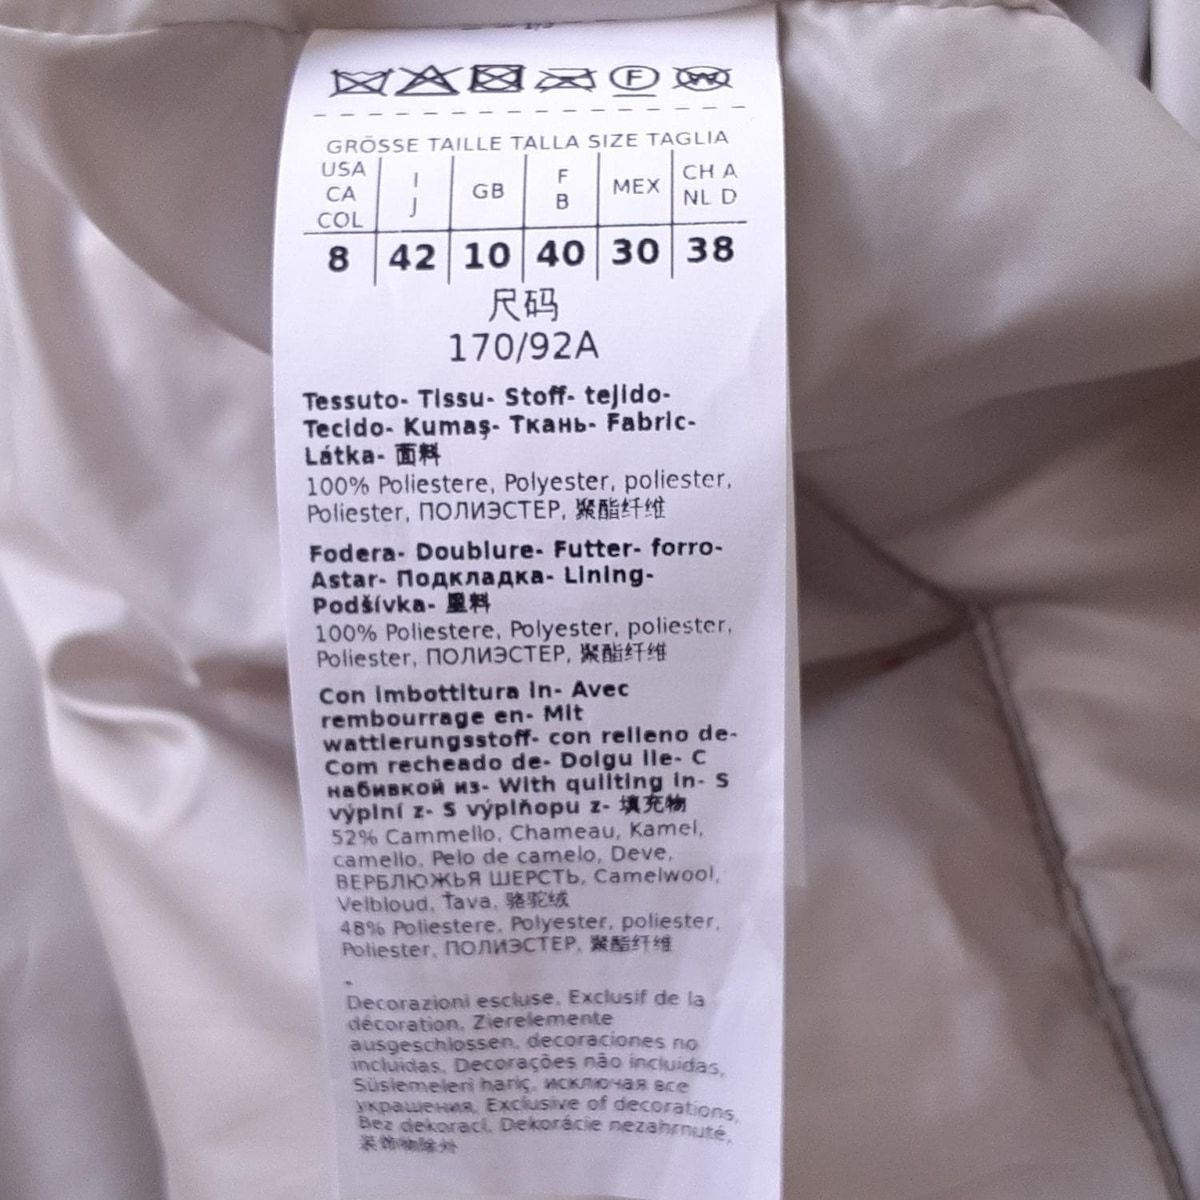 F W
GRÖSSE TAILLE TALLA SIZE TAGLIA
USA CA COL I J GB F B MEX CH A NL D
8 42 10 40 30 38
尺码
170/92A
Tessuto- Tissu- Stoff- tejido-
Tecido- Kumaş- Ткань- Fabric-
Látka- 面料
100% Poliestere, Polyester, poliester,
Poliester, ПОЛИЭСТЕР, 聚酯纤维
Fodera- Doublure- Futter- forro-
Astar- Подкладка- Lining-
Podšívka- 里料
100% Poliestere, Polyester, poliester,
Poliester, ПОЛИЭСТЕР, 聚酯纤维
Con imbottitura in- Avec
rembourrage en- Mit
wattierungsstoff- con relleno de-
Com recheado de- Dolgu ile- C
набивкой из- With quilting in- S
výplní z- S výplňopu z- 填充物
52% Cammello, Chameau, Kamel,
camello, Pelo de camelo, Deve,
ВЕРБЛЮЖЬЯ ШЕРСТЬ, Camelwool,
Velbloud, Ťava, 骆驼绒
48% Poliestere, Polyester, poliester,
Poliester, ПОЛИЭСТЕР, 聚酯纤维
.
Decorazioni escluse, Exclusif de la
décoration, Zierelemente
ausgeschlossen, decoraciones no
incluidas, Decorações não incluidas,
Süslemeleri hariç, исключая все
украшения, Exclusive of decorations,
Bez dekorací, Dekorácie nezahrnuté,
装饰物除外